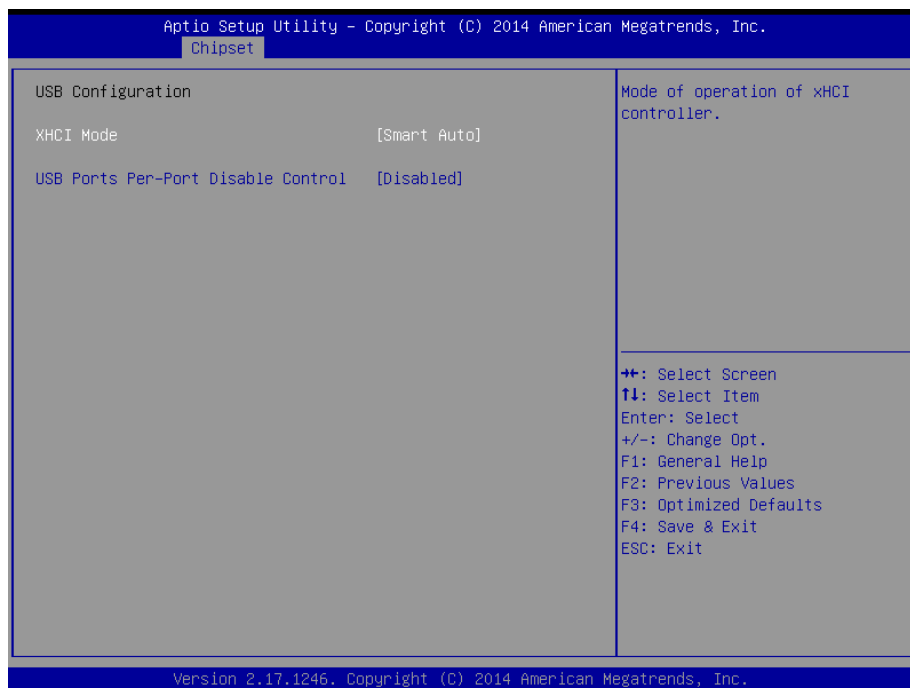 Aptio Setup Utility – Copyright (C) 2014 American Megatrends, Inc.
Chipset
USB Configuration
XHCI Mode [Smart Auto]
USB Ports Per-Port Disable Control [Disabled]
Mode of operation of xHCI
controller.
→←: Select Screen
↑↓: Select Item
Enter: Select
+/-: Change Opt.
F1: General Help
F2: Previous Values
F3: Optimized Defaults
F4: Save & Exit
ESC: Exit
Version 2.17.1246. Copyright (C) 2014 American Megatrends, Inc.